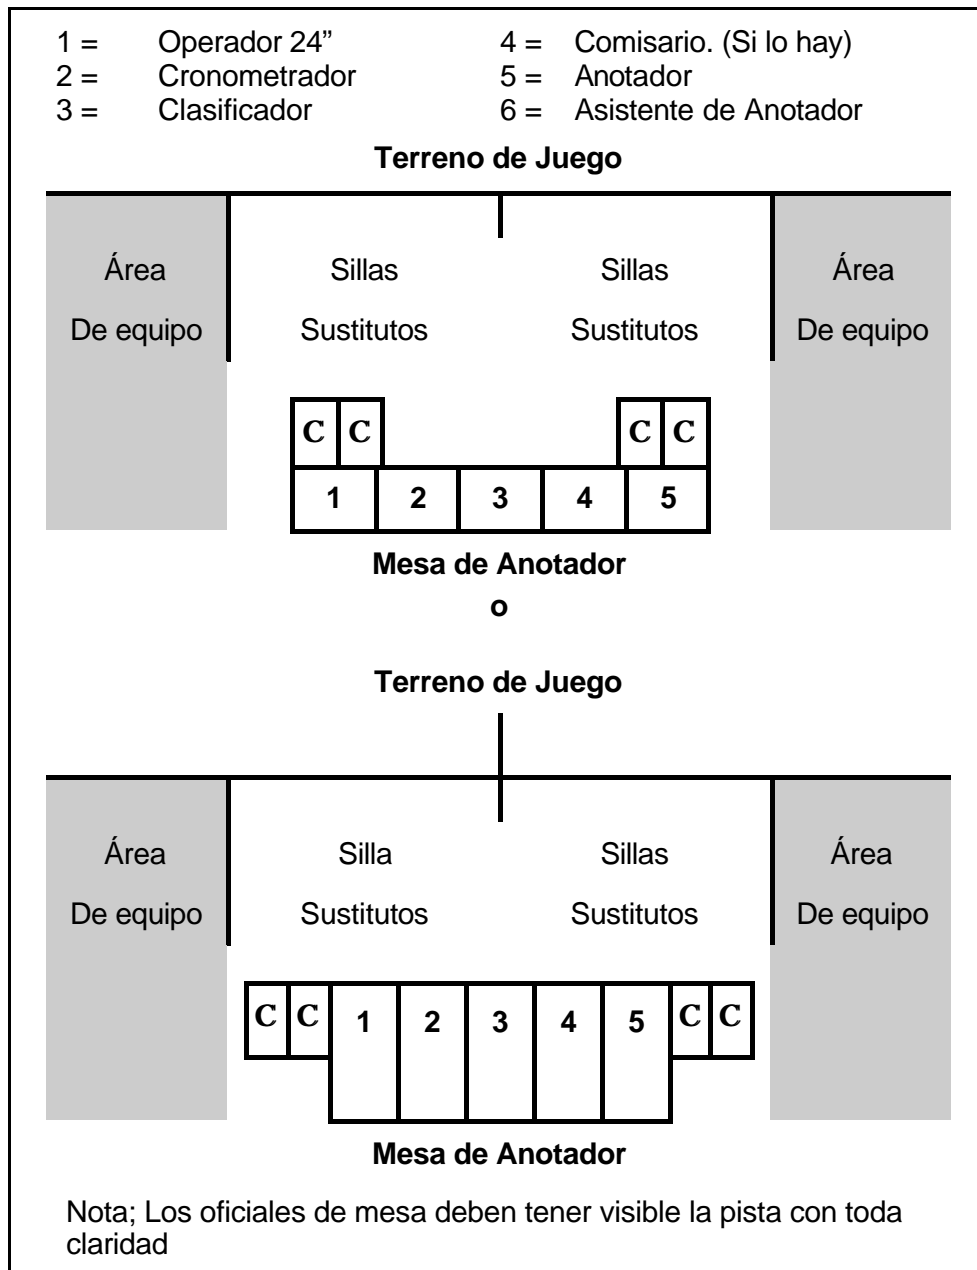 1 = Operador 24” 4 = Comisario. (Si lo hay)
2 = Cronometrador 5 = Anotador
3 = Clasificador 6 = Asistente de Anotador
Terreno de Juego
Área Sillas Sillas Área
De equipo Sustitutos Sustitutos De equipo
C C C C
1 2 3 4 5
Mesa de Anotador
o
Terreno de Juego
Área Silla Sillas Área
De equipo Sustitutos Sustitutos De equipo
C C 1 2 3 4 5 C C
Mesa de Anotador
Nota; Los oficiales de mesa deben tener visible la pista con toda
claridad